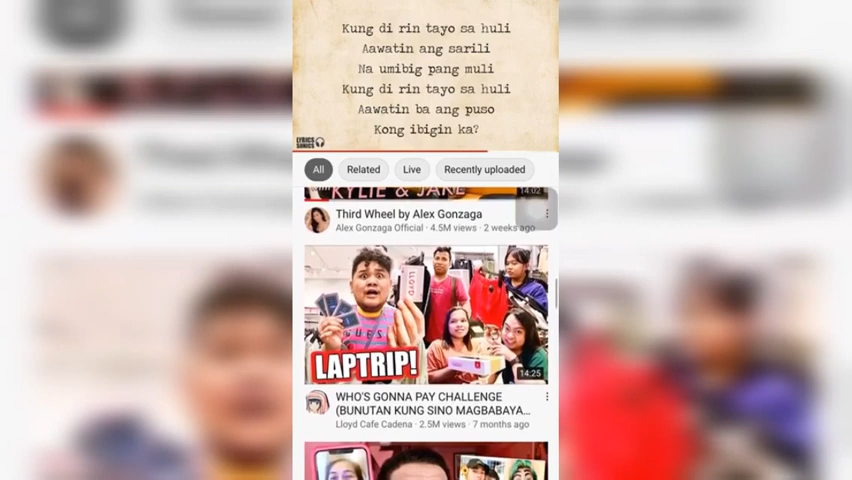 Kung di rin tayo sa huli
Aawatin ang sarili
Na umibig pang muli
Kung di rin tayo sa huli
Aawatin ba ang puso
Kong ibigin ka?
LYRICS
SONICS
All
Related
Live
Recently uploaded
KYLIE & JAKE
14:02
Third Wheel by Alex Gonzaga
Alex Gonzaga Official · 4.5M views · 2 weeks ago
LLOYD
GUESS
LAPTRIP!
14:25
WHO'S GONNA PAY CHALLENGE
(BUNUTAN KUNG SINO MAGBABAYA...
Lloyd Cafe Cadena · 2.5M views · 7 months ago